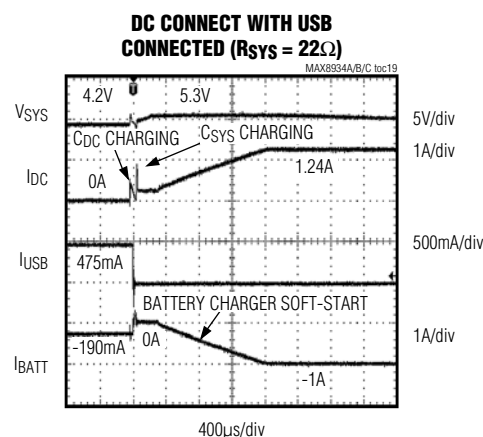 DC CONNECT WITH USB
CONNECTED (RSYS = 22Ω)
MAX8934A/B/C toc19
4.2V 5.3V
VSYS
5V/div
CDC CHARGING
CSYS CHARGING
1A/div
IDC
0A
1.24A
500mA/div
IUSB
475mA
BATTERY CHARGER SOFT-START
0A
1A/div
-190mA
IBATT
-1A
400µs/div